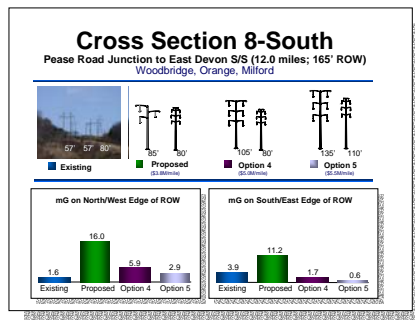 Cross Section 8-South
Pease Road Junction to East Devon S/S (12.0 miles; 165' ROW)
Woodbridge, Orange, Milford
57' 57' 80'
85' 80'
105' 80'
135' 110'
Existing
Proposed
($3.8M/mile)
Option 4
($5.0M/mile)
Option 5
($5.5M/mile)
mG on North/West Edge of ROW
16.0
5.9
2.9
1.6
Existing Proposed Option 4 Option 5
mG on South/East Edge of ROW
11.2
3.9
1.7
0.6
Existing Proposed Option 4 Option 5